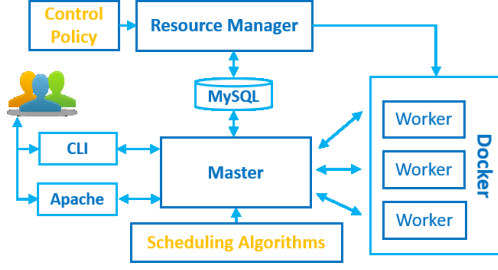 Control
Policy
Resource Manager
MySQL
CLI
Apache
Master
Scheduling Algorithms
Worker
Worker
Worker
Docker